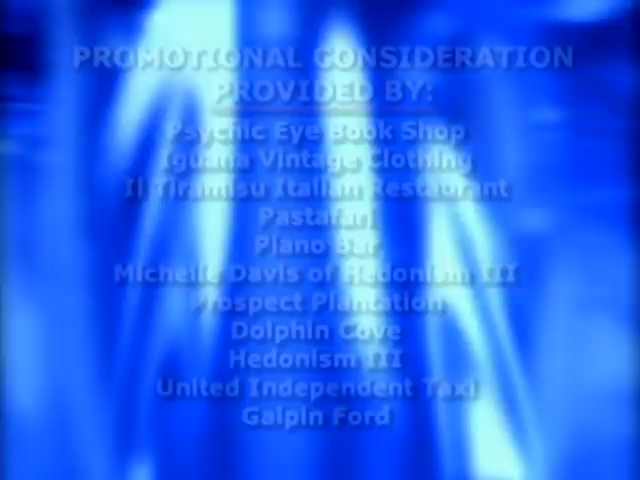 PROMOTIONAL CONSIDERATION
PROVIDED BY:
Psychic Eye Book Shop
Iguana Vintage Clothing
Il Tiramisu Italian Restaurant
Pastafari
Piano Bar
Michelle Davis of Hedonism III
Prospect Plantation
Dolphin Cove
Hedonism III
United Independent Taxi
Galpin Ford